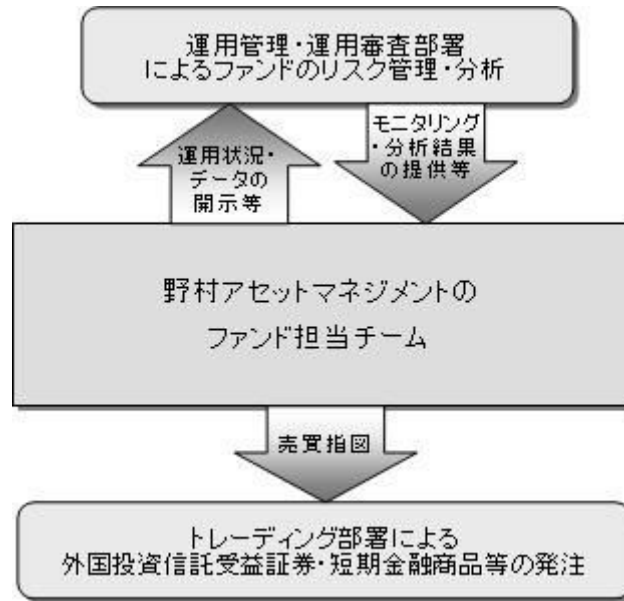 運用管理・運用審査部署
によるファンドのリスク管理・分析
運用状況・
データの
開示等
モニタリング
・分析結果
の提供等
野村アセットマネジメントの
ファンド担当チーム
売買指図
トレーディング部署による
外国投資信託受益証券・短期金融商品等の発注